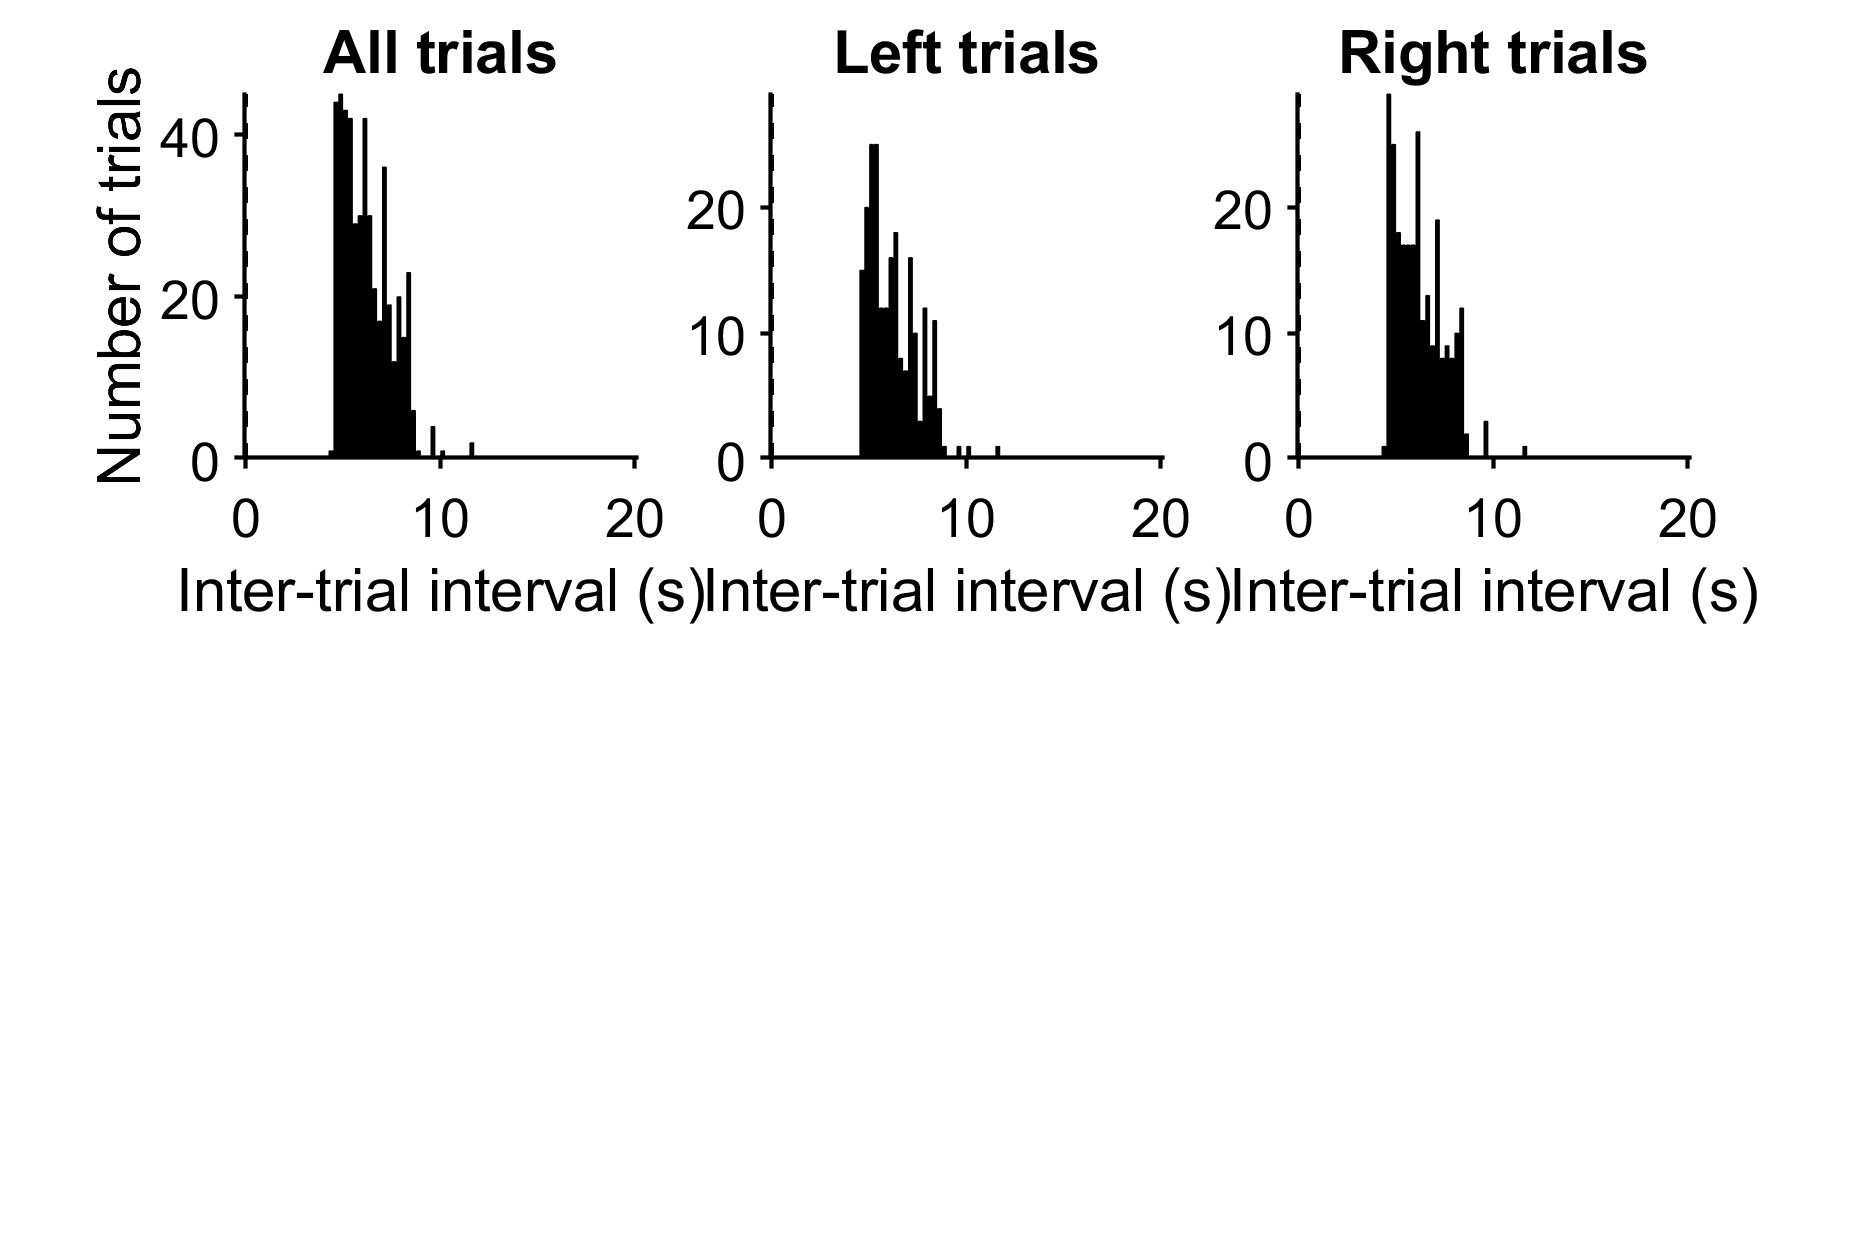 All trials
Left trials
Right trials
Number of trials
40
20
0
20
10
0
20
10
0
0 10 20
0 10 20
0 10 20
Inter-trial interval (s)
Inter-trial interval (s)
Inter-trial interval (s)